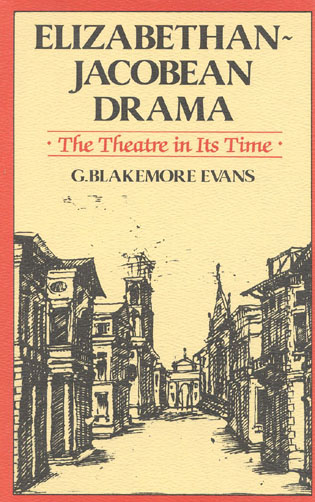 ELIZABETHAN~
JACOBEAN
DRAMA
· The Theatre in Its Time ·
G. BLAKEMORE EVANS